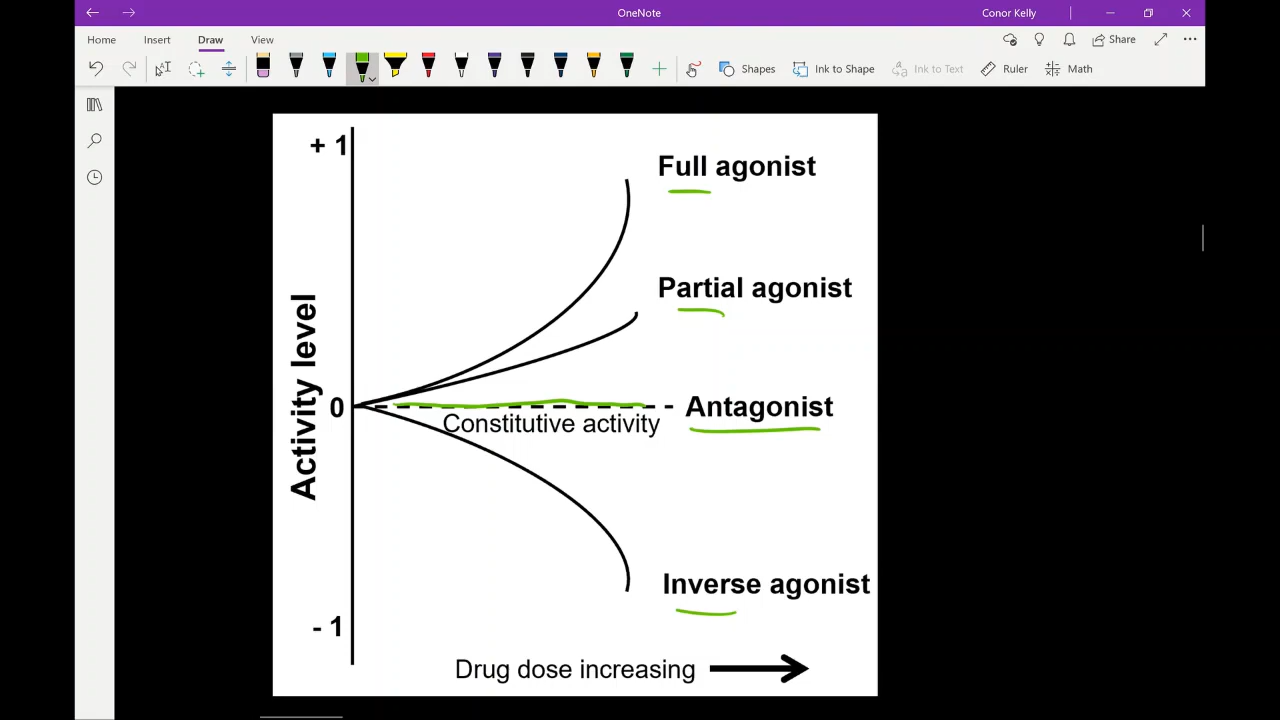 OneNote
Conor Kelly
Home Insert Draw View
Share
Shapes Ink to Shape Ink to Text Ruler Math
+ 1
Full agonist
Partial agonist
Activity level
0
Antagonist
Constitutive activity
Inverse agonist
- 1
Drug dose increasing